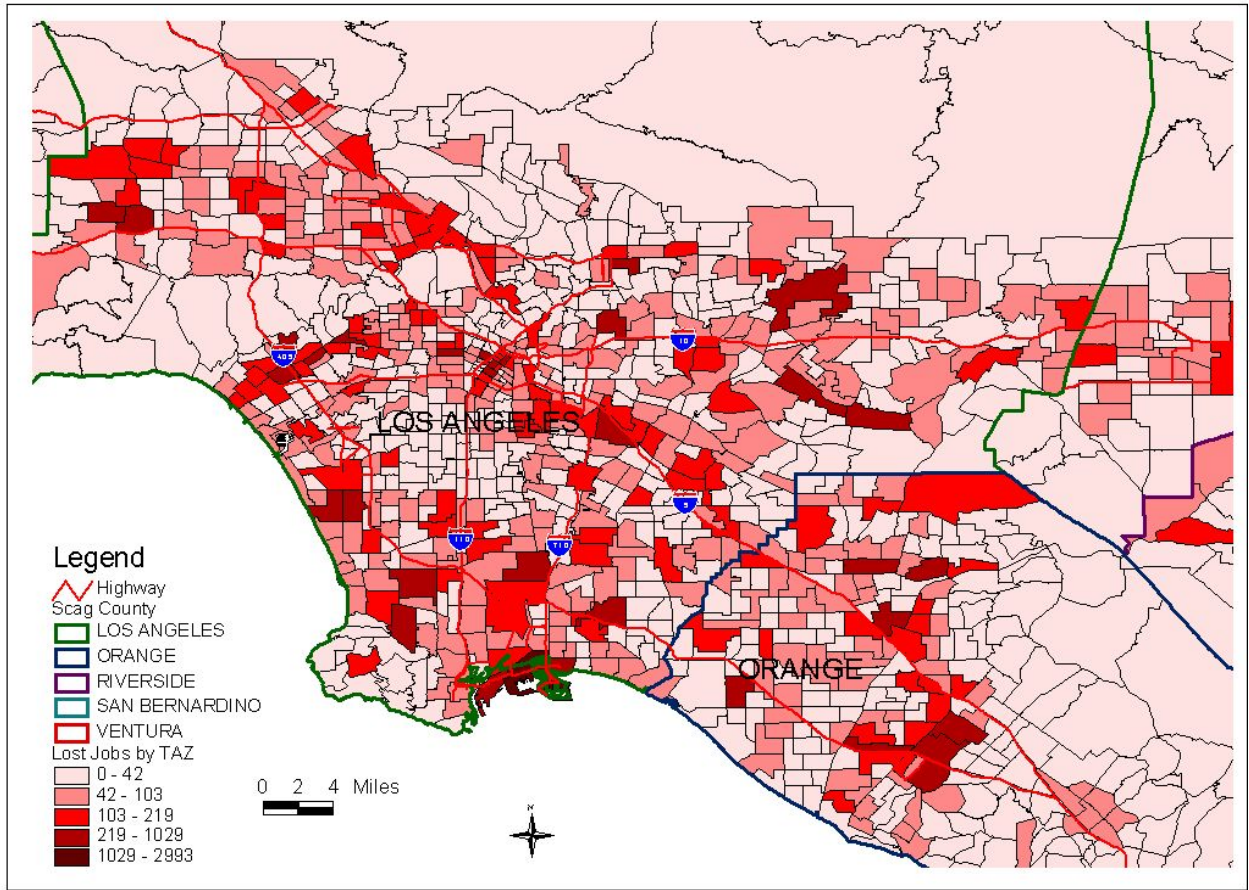 405
10
LOS ANGELES
5
110
710
ORANGE
Legend
Highway
Scag County
LOS ANGELES
ORANGE
RIVERSIDE
SAN BERNARDINO
VENTURA
Lost Jobs by TAZ
0 - 42
42 - 103
103 - 219
219 - 1029
1029 - 2993
0 2 4 Miles
N